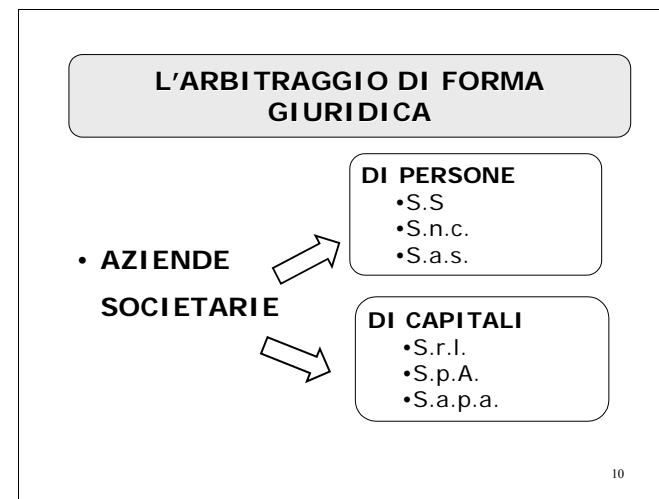 L'ARBITRAGGIO DI FORMA
GIURIDICA
• AZIENDE
SOCIETARIE
DI PERSONE
•S.S
•S.n.c.
•S.a.s.
DI CAPITALI
•S.r.l.
•S.p.A.
•S.a.p.a.
10